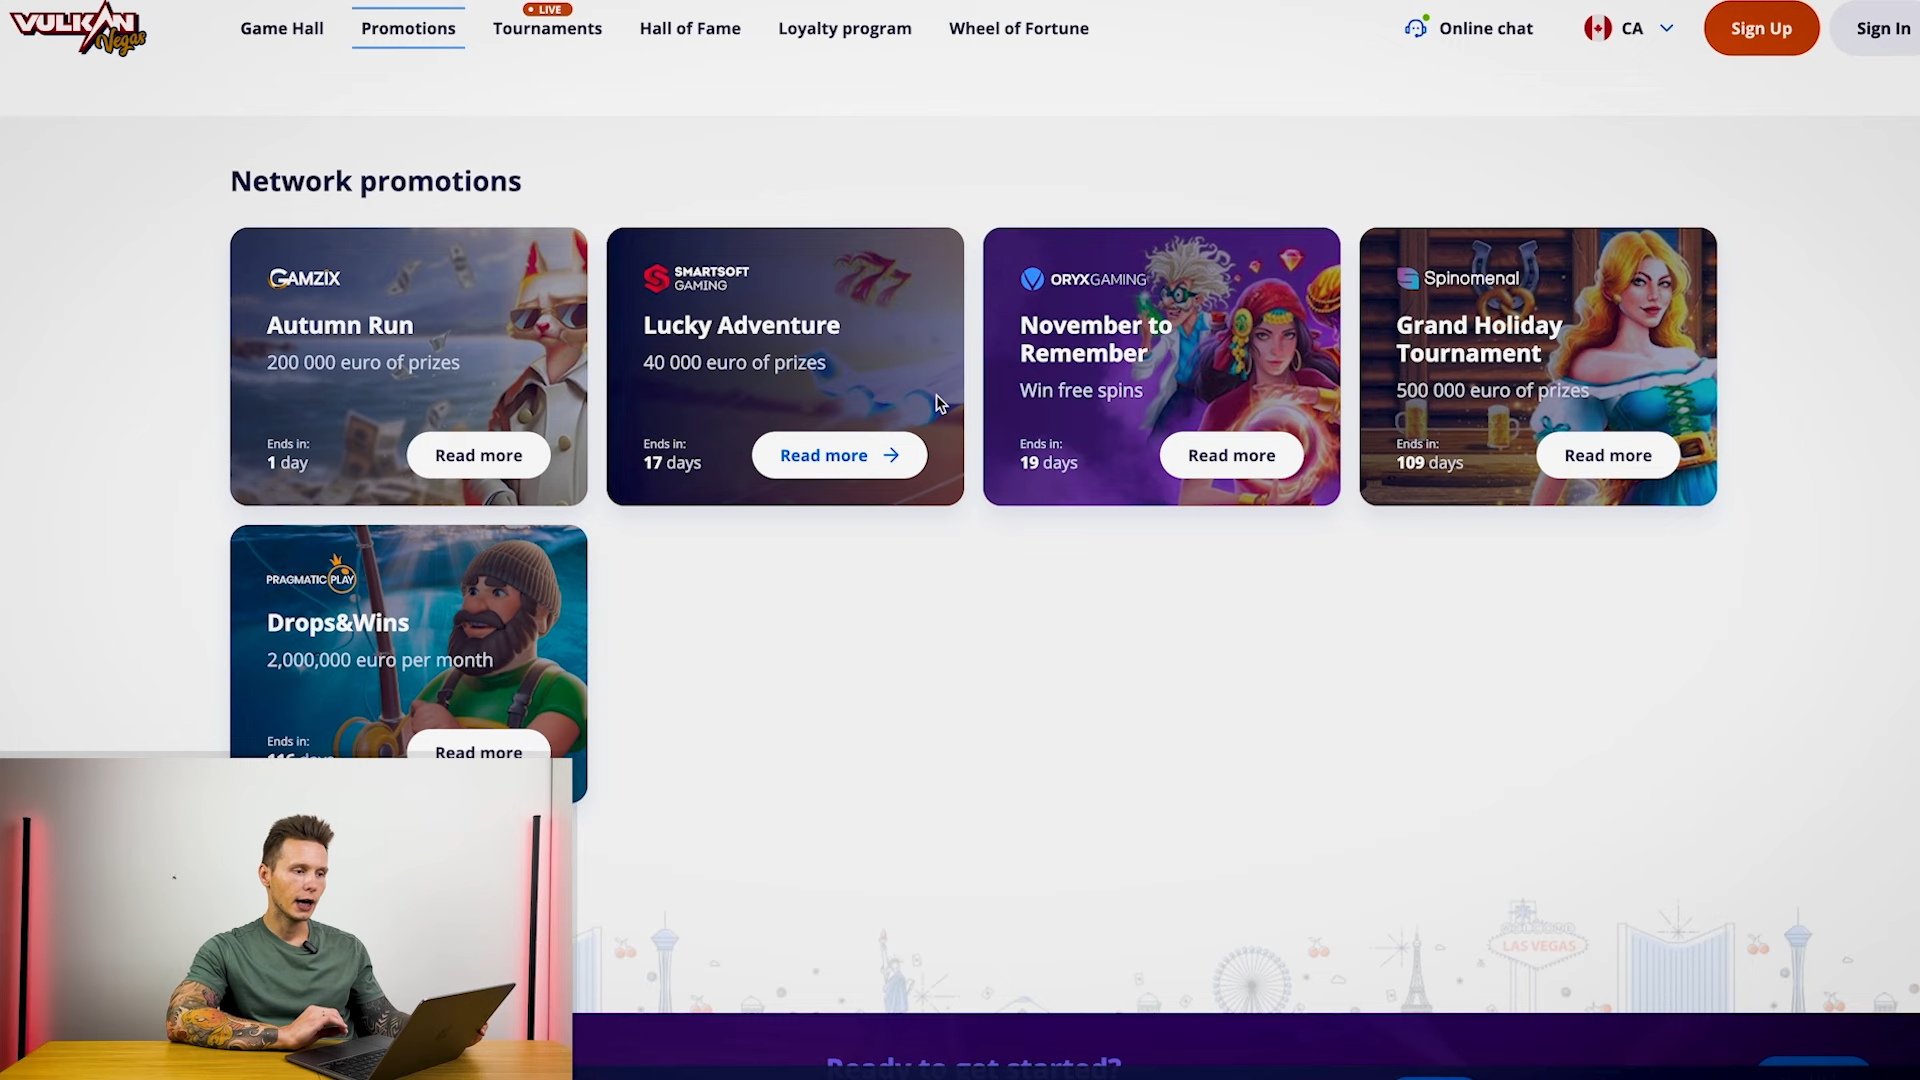 VULKAN
Vegas
Game Hall
Promotions
LIVE
Tournaments
Hall of Fame
Loyalty program
Wheel of Fortune
Online chat
CA
Sign Up
Sign In
Network promotions
GAMZIX
Autumn Run
200 000 euro of prizes
Ends in:
1 day
Read more
SMARTSOFT
GAMING
Lucky Adventure
40 000 euro of prizes
Ends in:
17 days
Read more
ORYXGAMING
November to
Remember
Win free spins
Ends in:
19 days
Read more
Spinomenal
Grand Holiday
Tournament
500 000 euro of prizes
Ends in:
109 days
Read more
PRAGMATIC PLAY
Drops&Wins
2,000,000 euro per month
Ends in:
Read more
LAS VEGAS
Ready to get started?